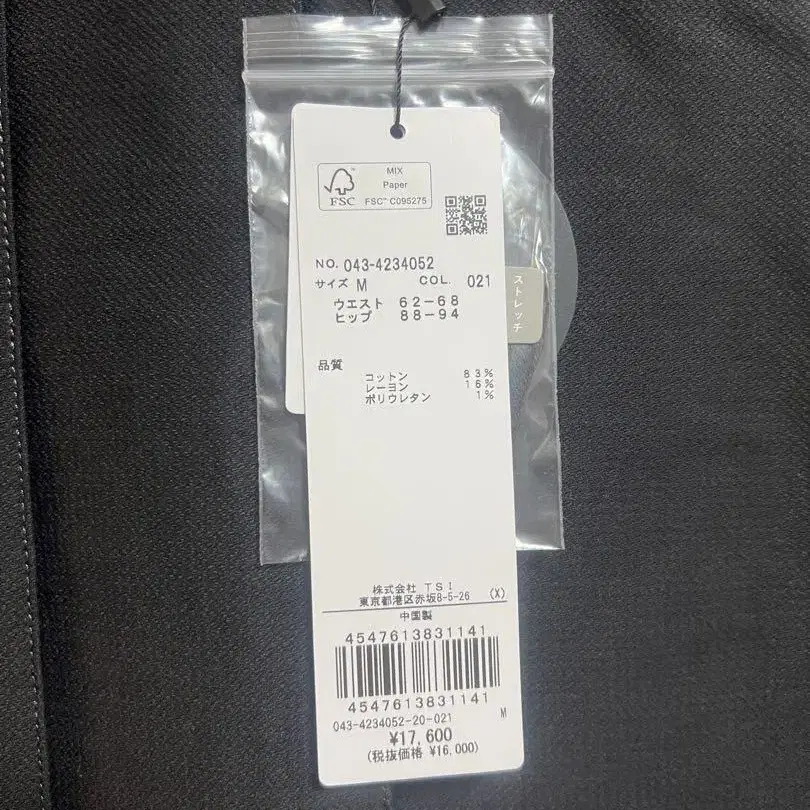 MIX
Paper
FSC™ C095275
FSC™
NO. 043-4234052
サイズ M COL. 021
ウエスト 62-68
ヒップ 88-94
ストレッチ
品質
コットン 83%
レーヨン 16%
ポリウレタン 1%
株式会社 TSI
東京都港区赤坂8-5-26 (X)
中国製
4547613831141
4547613831141
043-4234052-20-021 M
¥17,600
(税抜価格 ¥16,000)